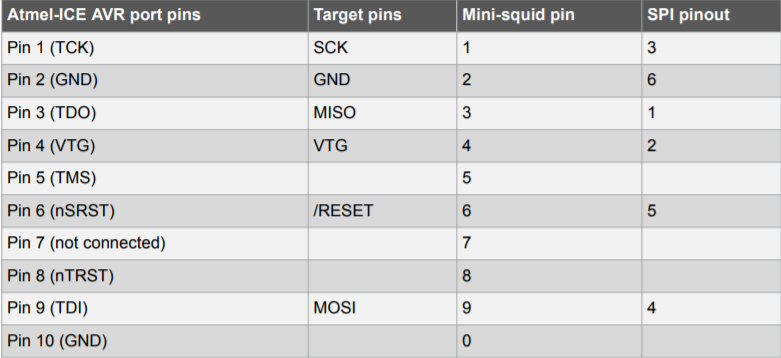 Atmel-ICE AVR port pins Target pins Mini-squid pin SPI pinout
Pin 1 (TCK) SCK 1 3
Pin 2 (GND) GND 2 6
Pin 3 (TDO) MISO 3 1
Pin 4 (VTG) VTG 4 2
Pin 5 (TMS) 5
Pin 6 (nSRST) /RESET 6 5
Pin 7 (not connected) 7
Pin 8 (nTRST) 8
Pin 9 (TDI) MOSI 9 4
Pin 10 (GND) 0